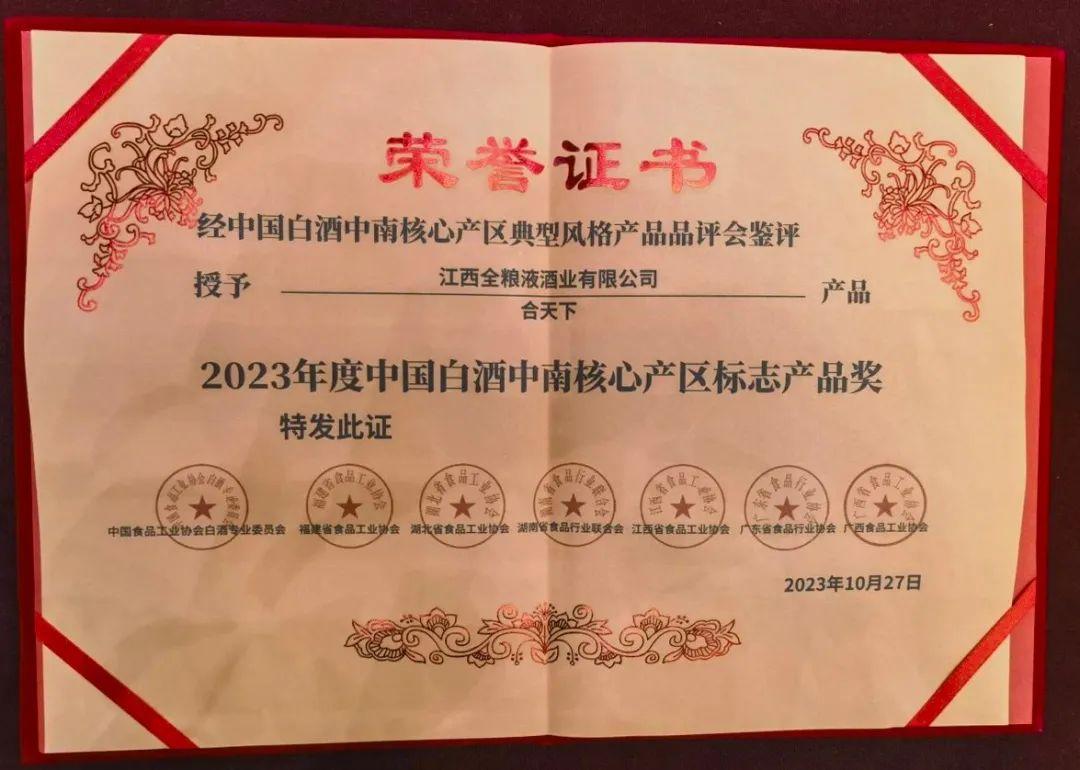 荣誉证书
经中国白酒中南核心产区典型风格产品品评会鉴评
授予 江西全粮液酒业有限公司 产品
合天下
2023年度中国白酒中南核心产区标志产品奖
特发此证
中国食品工业协会白酒专业委员会 福建省食品工业协会 湖北省食品工业协会 湖南省食品行业联合会 江西省食品工业协会 广东省食品行业协会 广西食品工业协会
2023年10月27日